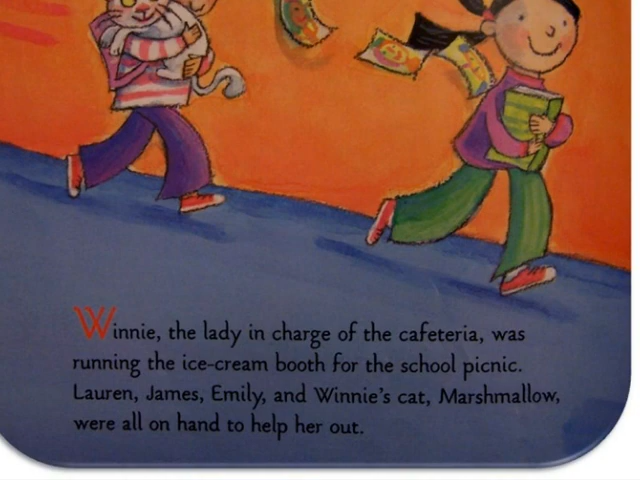 Winnie, the lady in charge of the cafeteria, was
running the ice-cream booth for the school picnic.
Lauren, James, Emily, and Winnie's cat, Marshmallow,
were all on hand to help her out.